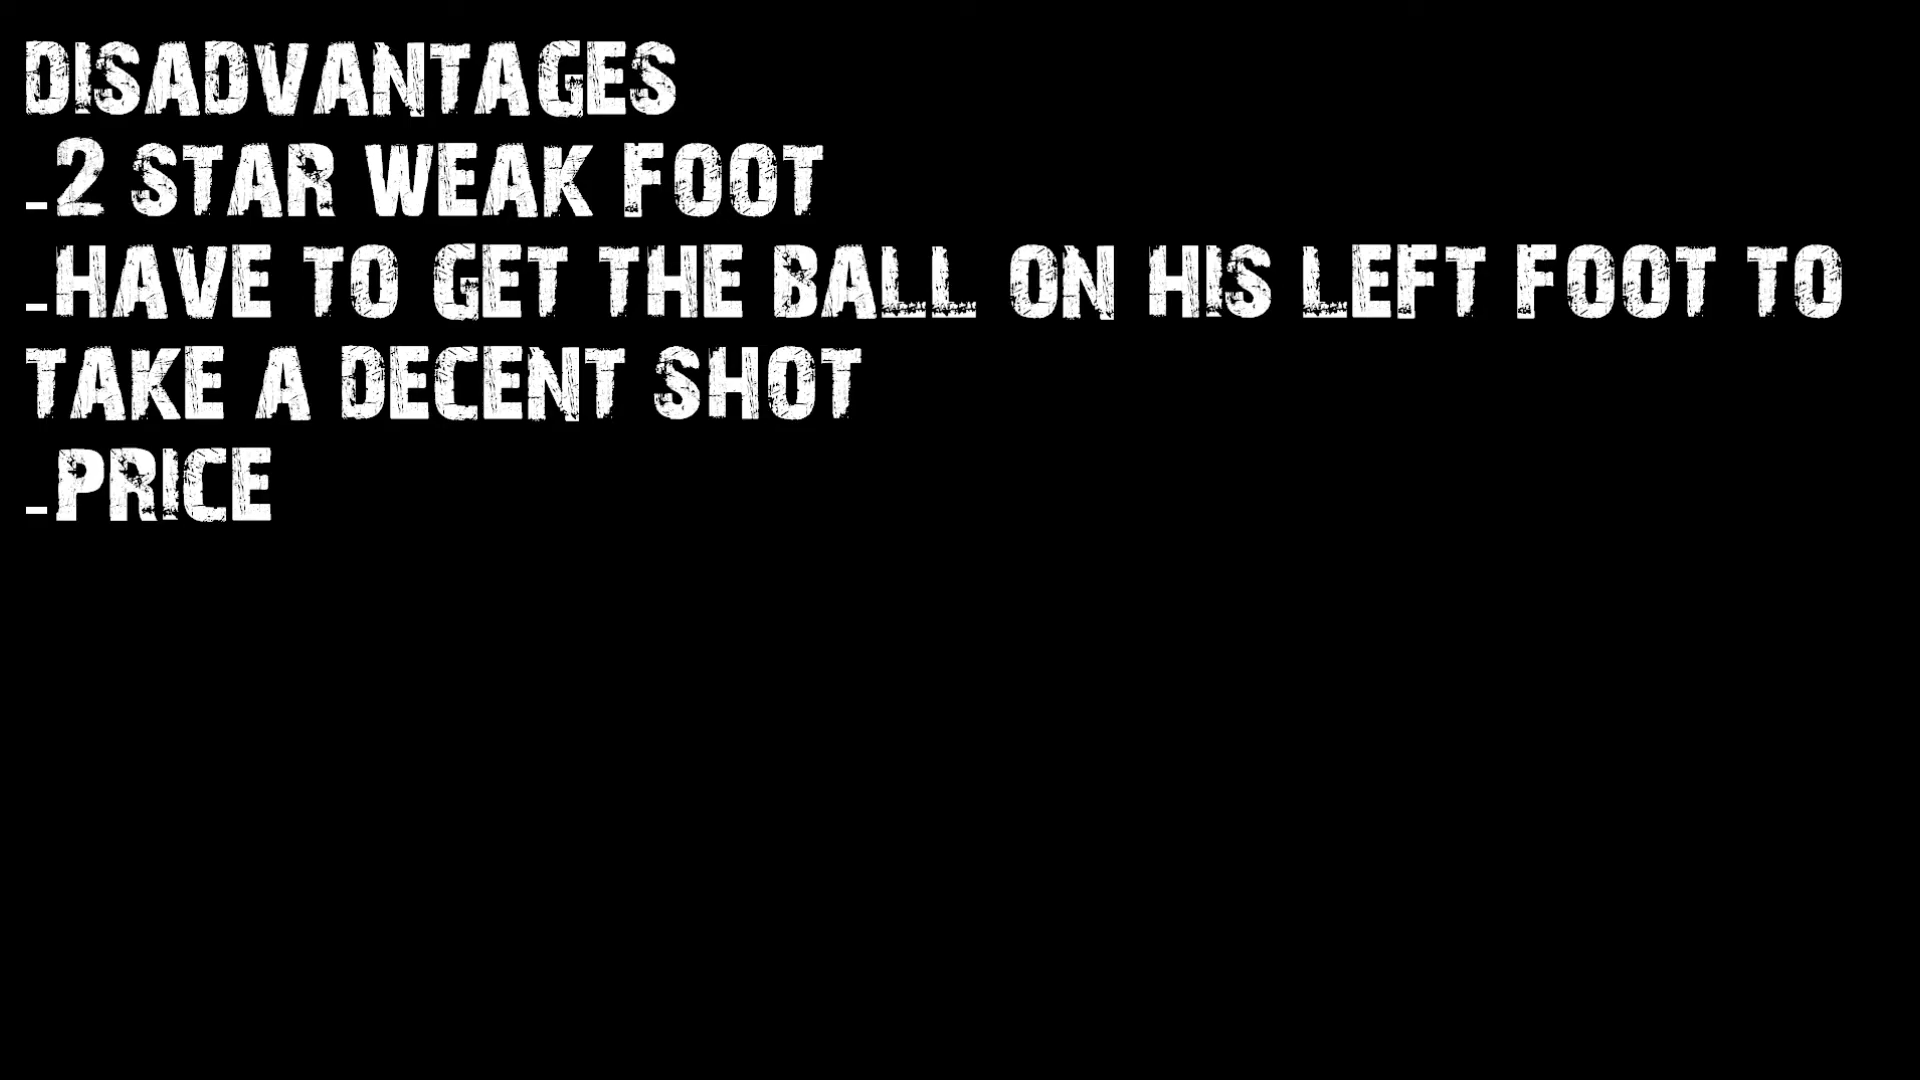 DISADVANTAGES
-2 STAR WEAK FOOT
-HAVE TO GET THE BALL ON HIS LEFT FOOT TO
TAKE A DECENT SHOT
-PRICE